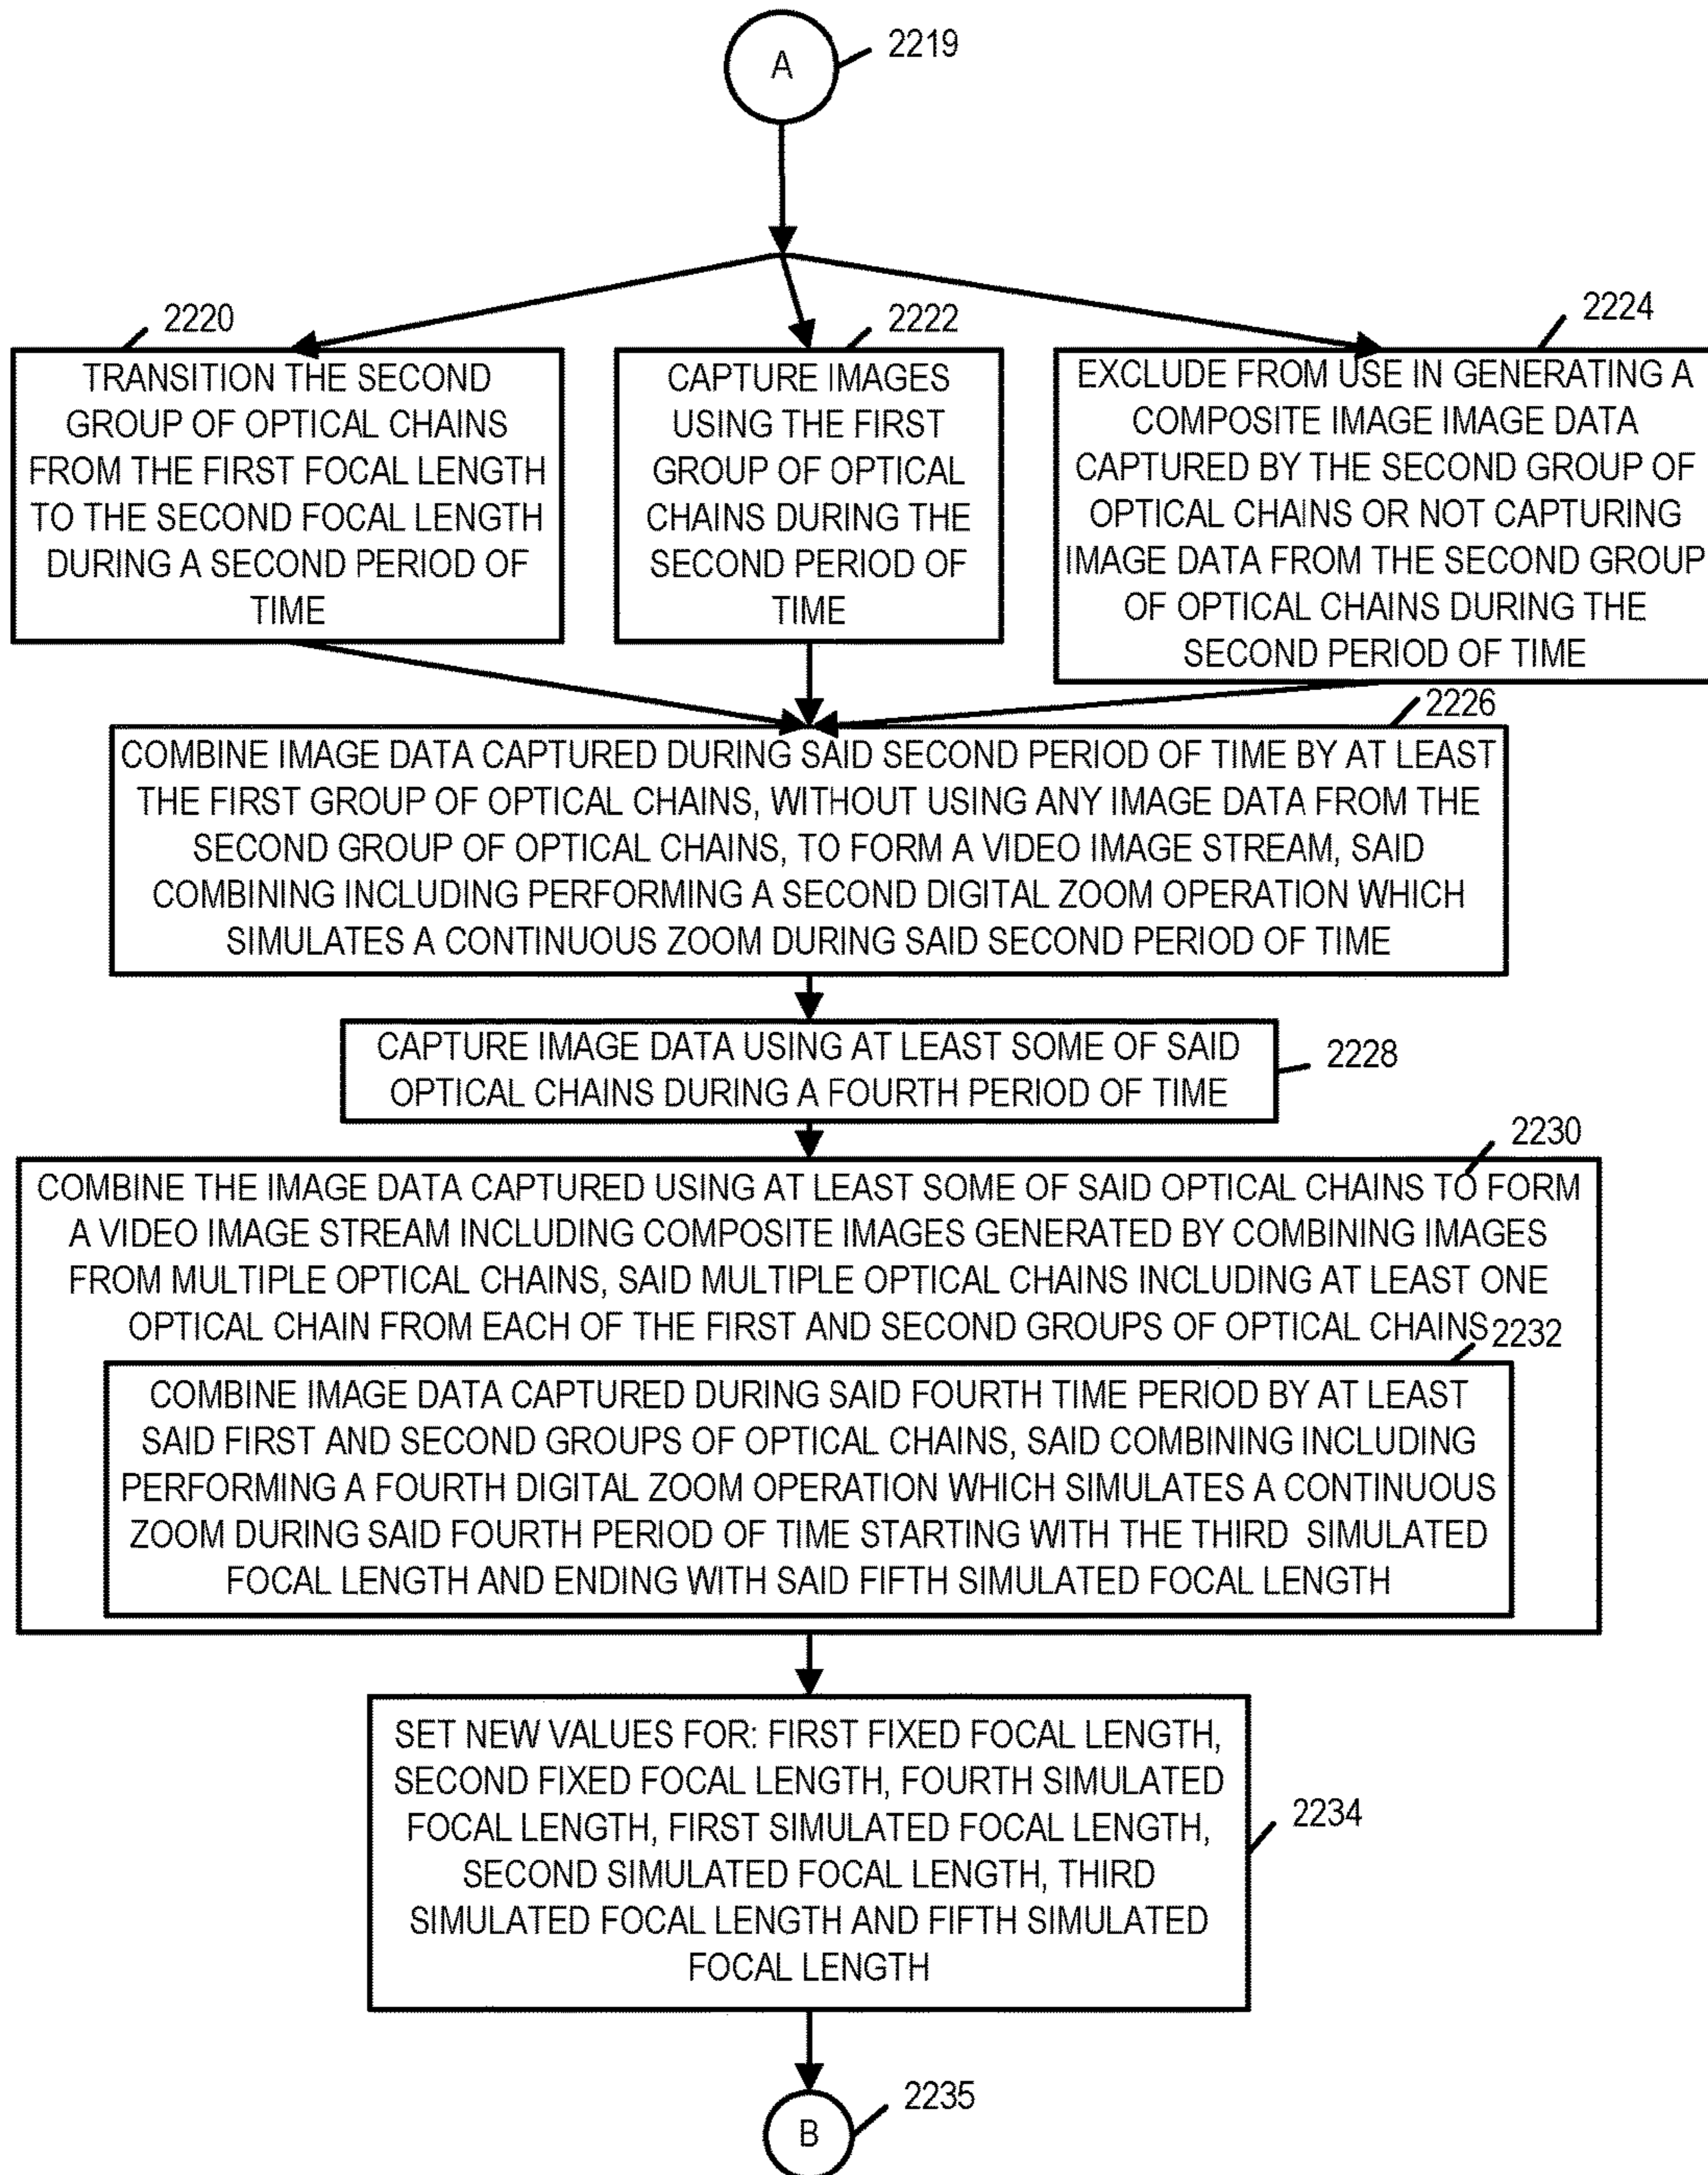 A
2219
2220
TRANSITION THE SECOND
GROUP OF OPTICAL CHAINS
FROM THE FIRST FOCAL LENGTH
TO THE SECOND FOCAL LENGTH
DURING A SECOND PERIOD OF
TIME
2222
CAPTURE IMAGES
USING THE FIRST
GROUP OF OPTICAL
CHAINS DURING THE
SECOND PERIOD OF
TIME
2224
EXCLUDE FROM USE IN GENERATING A
COMPOSITE IMAGE IMAGE DATA
CAPTURED BY THE SECOND GROUP OF
OPTICAL CHAINS OR NOT CAPTURING
IMAGE DATA FROM THE SECOND GROUP
OF OPTICAL CHAINS DURING THE
SECOND PERIOD OF TIME
2226
COMBINE IMAGE DATA CAPTURED DURING SAID SECOND PERIOD OF TIME BY AT LEAST
THE FIRST GROUP OF OPTICAL CHAINS, WITHOUT USING ANY IMAGE DATA FROM THE
SECOND GROUP OF OPTICAL CHAINS, TO FORM A VIDEO IMAGE STREAM, SAID
COMBINING INCLUDING PERFORMING A SECOND DIGITAL ZOOM OPERATION WHICH
SIMULATES A CONTINUOUS ZOOM DURING SAID SECOND PERIOD OF TIME
CAPTURE IMAGE DATA USING AT LEAST SOME OF SAID
OPTICAL CHAINS DURING A FOURTH PERIOD OF TIME
2228
2230
COMBINE THE IMAGE DATA CAPTURED USING AT LEAST SOME OF SAID OPTICAL CHAINS TO FORM
A VIDEO IMAGE STREAM INCLUDING COMPOSITE IMAGES GENERATED BY COMBINING IMAGES
FROM MULTIPLE OPTICAL CHAINS, SAID MULTIPLE OPTICAL CHAINS INCLUDING AT LEAST ONE
OPTICAL CHAIN FROM EACH OF THE FIRST AND SECOND GROUPS OF OPTICAL CHAINS
2232
COMBINE IMAGE DATA CAPTURED DURING SAID FOURTH TIME PERIOD BY AT LEAST
SAID FIRST AND SECOND GROUPS OF OPTICAL CHAINS, SAID COMBINING INCLUDING
PERFORMING A FOURTH DIGITAL ZOOM OPERATION WHICH SIMULATES A CONTINUOUS
ZOOM DURING SAID FOURTH PERIOD OF TIME STARTING WITH THE THIRD SIMULATED
FOCAL LENGTH AND ENDING WITH SAID FIFTH SIMULATED FOCAL LENGTH
SET NEW VALUES FOR: FIRST FIXED FOCAL LENGTH,
SECOND FIXED FOCAL LENGTH, FOURTH SIMULATED
FOCAL LENGTH, FIRST SIMULATED FOCAL LENGTH,
SECOND SIMULATED FOCAL LENGTH, THIRD
SIMULATED FOCAL LENGTH AND FIFTH SIMULATED
FOCAL LENGTH
2234
B
2235